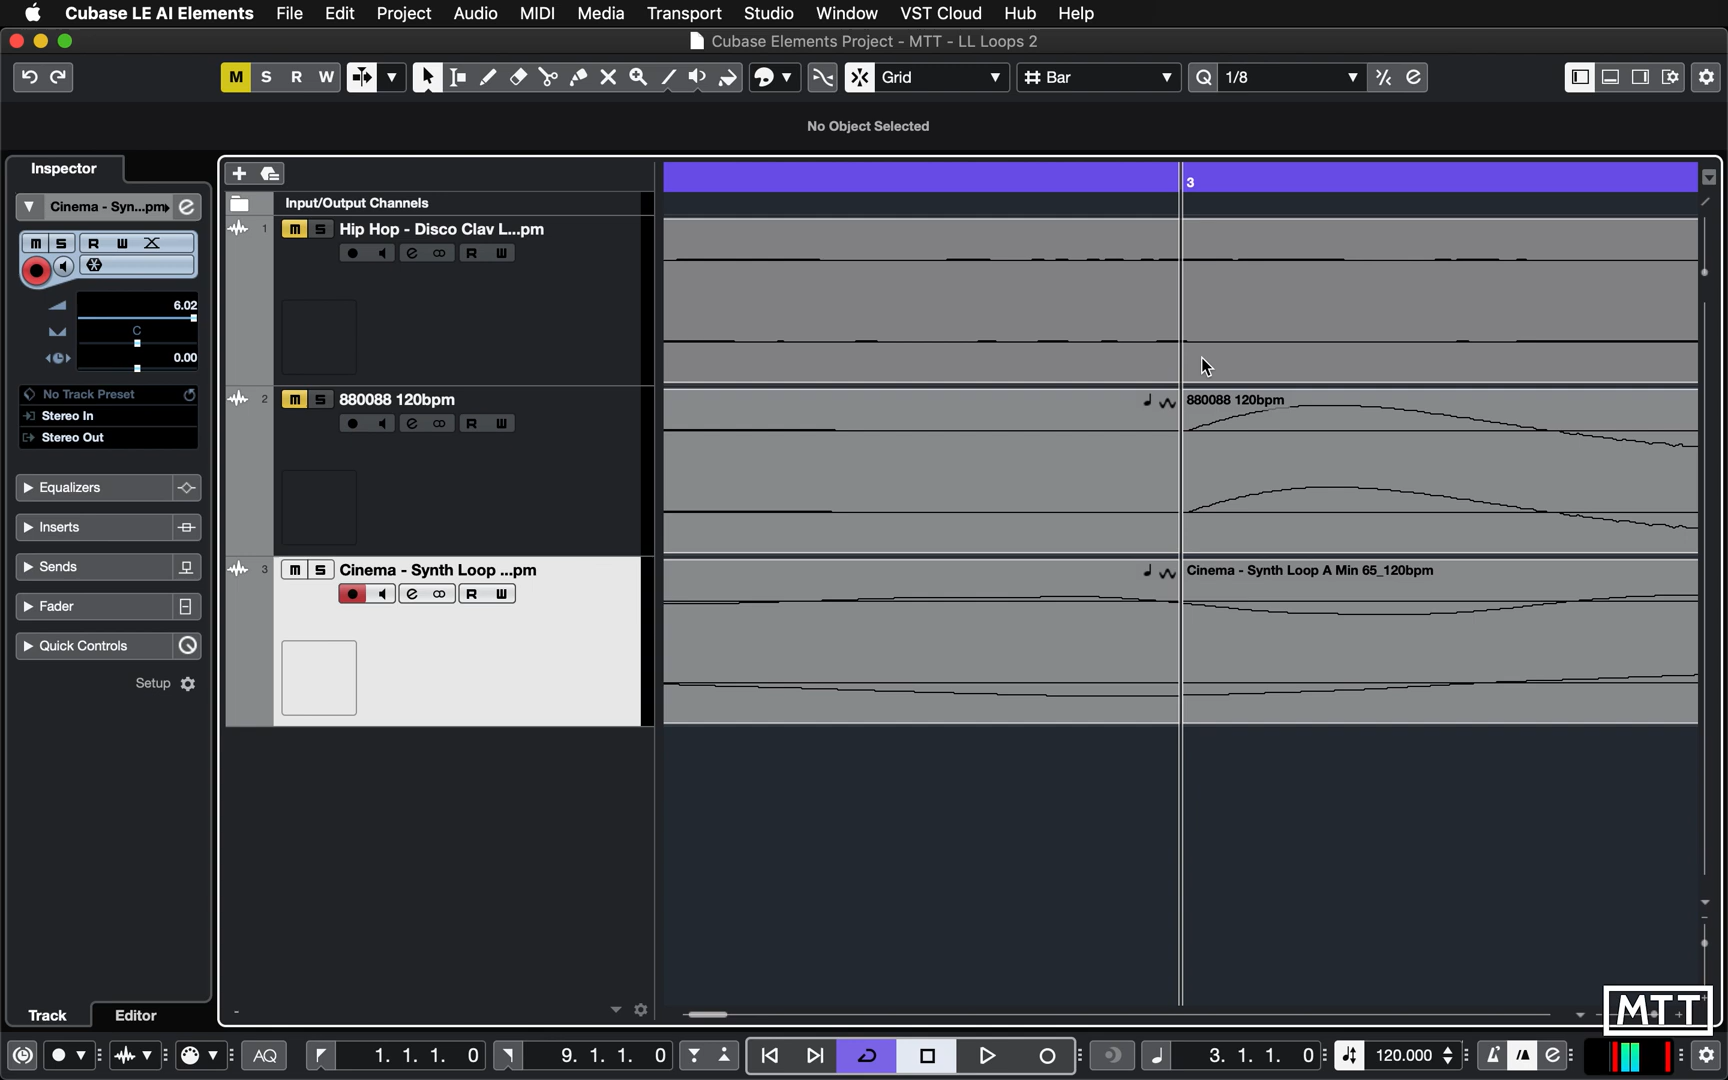 Cubase LE AI Elements File Edit Project Audio MIDI Media Transport Studio Window VST Cloud Hub Help
Cubase Elements Project - MTT - LL Loops 2
M S R W Grid Bar Q 1/8 e
No Object Selected
Inspector
Cinema - Syn...pm e
m S R W
6.02
C
0.00
No Track Preset
Stereo In
Stereo Out
Equalizers
Inserts
Sends
Fader
Quick Controls
Setup
Input/Output Channels
1 m S Hip Hop - Disco Clav L...pm
e R W
2 m S 880088 120bpm
e R W
3 m S Cinema - Synth Loop ...pm
e R W
3
880088 120bpm
Cinema - Synth Loop A Min 65_120bpm
MTT
Track Editor
AQ 1. 1. 1. 0 9. 1. 1. 0 3. 1. 1. 0 120.000 e